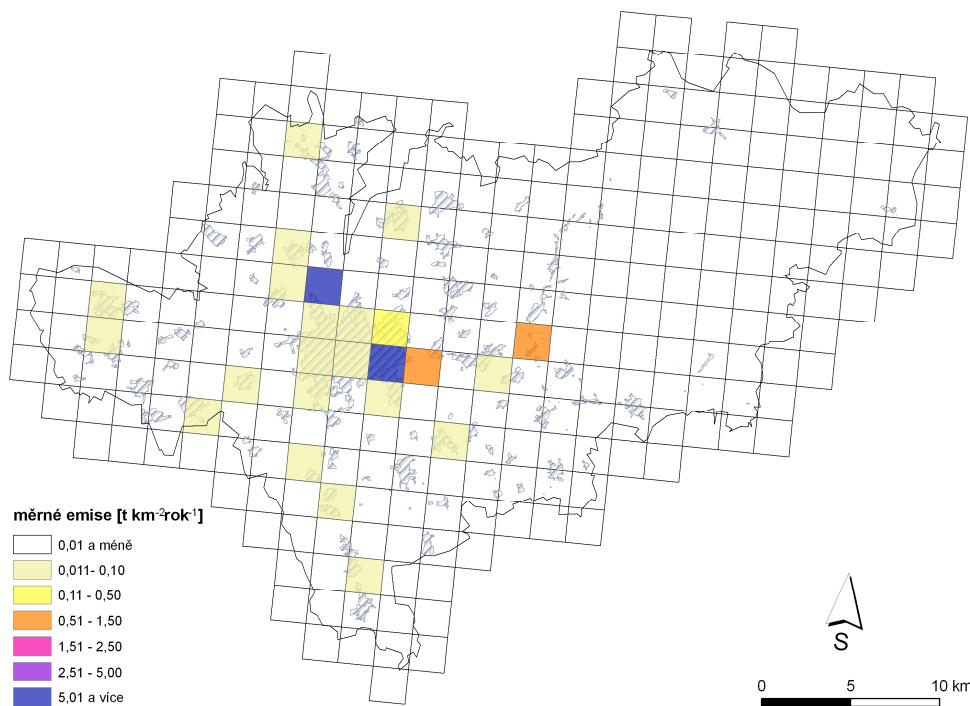 měrné emise [t km⁻²rok⁻¹]
0,01 a méně
0,011- 0,10
0,11 - 0,50
0,51 - 1,50
1,51 - 2,50
2,51 - 5,00
5,01 a více
S
0 5 10 km